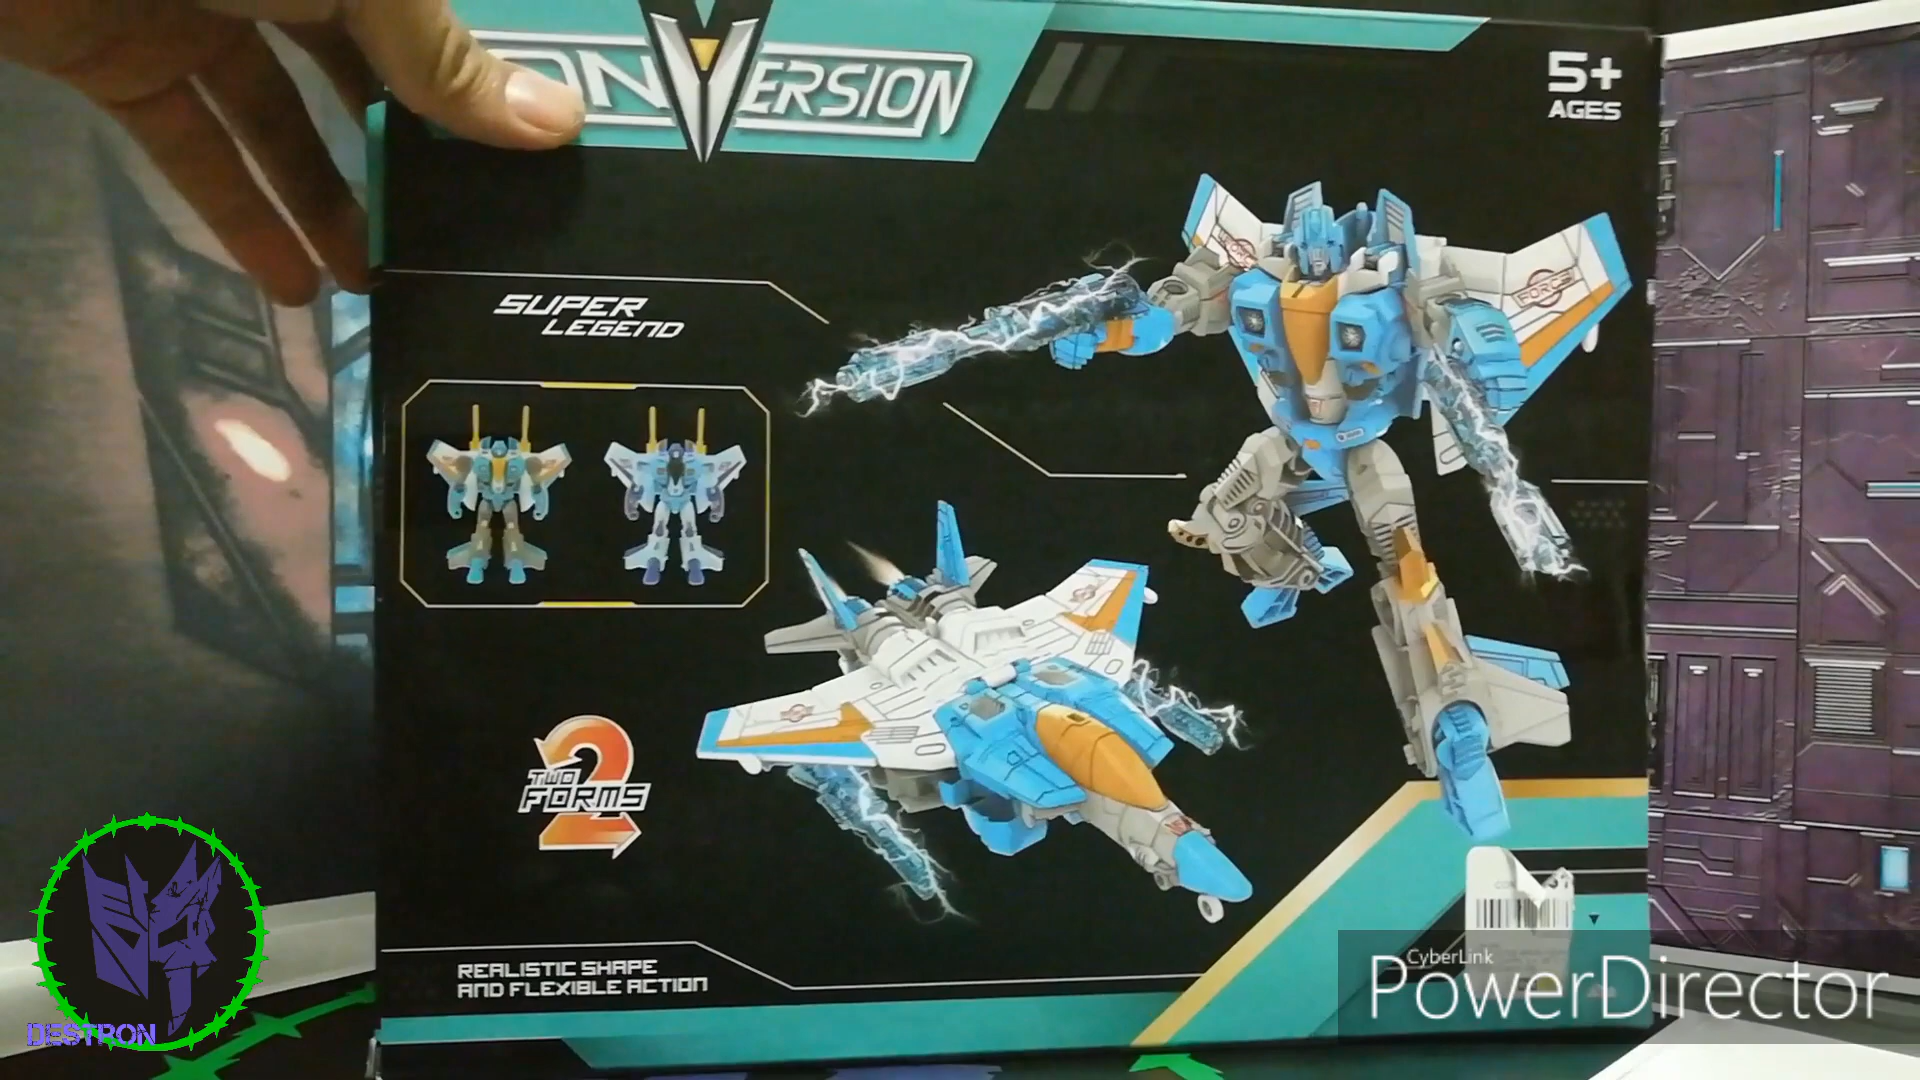 ONVERSION
5+
AGES
SUPER
LEGEND
FORCE
TWO
FORMS
2
REALISTIC SHAPE
AND FLEXIBLE ACTION
DESTRON
CyberLink
PowerDirector